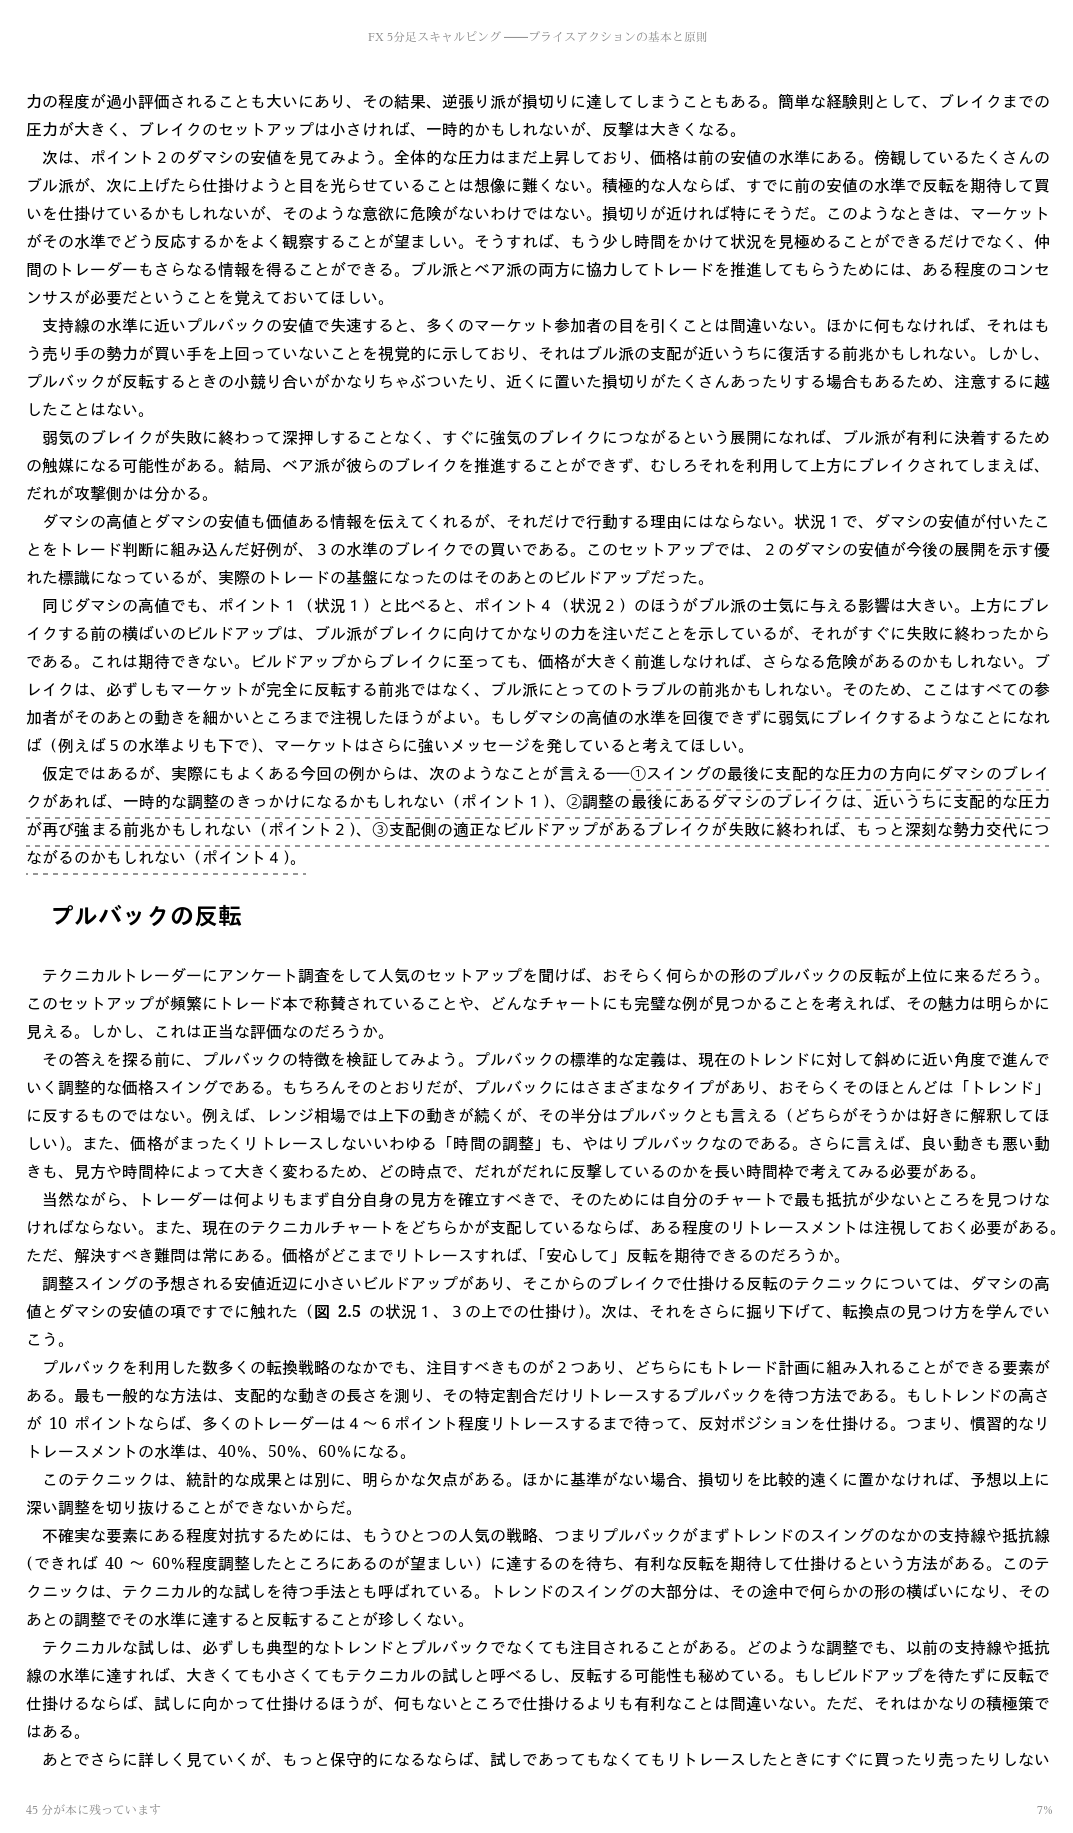 FX 5分足スキャルピング ――プライスアクションの基本と原則
力の程度が過小評価されることも大いにあり、その結果、逆張り派が損切りに達してしまうこともある。簡単な経験則として、ブレイクまでの
圧力が大きく、ブレイクのセットアップは小さければ、一時的かもしれないが、反撃は大きくなる。
次は、ポイント２のダマシの安値を見てみよう。全体的な圧力はまだ上昇しており、価格は前の安値の水準にある。傍観しているたくさんの
ブル派が、次に上げたら仕掛けようと目を光らせていることは想像に難くない。積極的な人ならば、すでに前の安値の水準で反転を期待して買
いを仕掛けているかもしれないが、そのような意欲に危険がないわけではない。損切りが近ければ特にそうだ。このようなときは、マーケット
がその水準でどう反応するかをよく観察することが望ましい。そうすれば、もう少し時間をかけて状況を見極めることができるだけでなく、仲
間のトレーダーもさらなる情報を得ることができる。ブル派とベア派の両方に協力してトレードを推進してもらうためには、ある程度のコンセ
ンサスが必要だということを覚えておいてほしい。
支持線の水準に近いプルバックの安値で失速すると、多くのマーケット参加者の目を引くことは間違いない。ほかに何もなければ、それはも
う売り手の勢力が買い手を上回っていないことを視覚的に示しており、それはブル派の支配が近いうちに復活する前兆かもしれない。しかし、
プルバックが反転するときの小競り合いがかなりちゃぶついたり、近くに置いた損切りがたくさんあったりする場合もあるため、注意するに越
したことはない。
弱気のブレイクが失敗に終わって深押しすることなく、すぐに強気のブレイクにつながるという展開になれば、ブル派が有利に決着するため
の触媒になる可能性がある。結局、ベア派が彼らのブレイクを推進することができず、むしろそれを利用して上方にブレイクされてしまえば、
だれが攻撃側かは分かる。
ダマシの高値とダマシの安値も価値ある情報を伝えてくれるが、それだけで行動する理由にはならない。状況１で、ダマシの安値が付いたこ
とをトレード判断に組み込んだ好例が、３の水準のブレイクでの買いである。このセットアップでは、２のダマシの安値が今後の展開を示す優
れた標識になっているが、実際のトレードの基盤になったのはそのあとのビルドアップだった。
同じダマシの高値でも、ポイント１（状況１）と比べると、ポイント４（状況２）のほうがブル派の士気に与える影響は大きい。上方にブレ
イクする前の横ばいのビルドアップは、ブル派がブレイクに向けてかなりの力を注いだことを示しているが、それがすぐに失敗に終わったから
である。これは期待できない。ビルドアップからブレイクに至っても、価格が大きく前進しなければ、さらなる危険があるのかもしれない。ブ
レイクは、必ずしもマーケットが完全に反転する前兆ではなく、ブル派にとってのトラブルの前兆かもしれない。そのため、ここはすべての参
加者がそのあとの動きを細かいところまで注視したほうがよい。もしダマシの高値の水準を回復できずに弱気にブレイクするようなことになれ
ば（例えば５の水準よりも下で）、マーケットはさらに強いメッセージを発していると考えてほしい。
仮定ではあるが、実際にもよくある今回の例からは、次のようなことが言える――①スイングの最後に支配的な圧力の方向にダマシのブレイ
クがあれば、一時的な調整のきっかけになるかもしれない（ポイント１）、②調整の最後にあるダマシのブレイクは、近いうちに支配的な圧力
が再び強まる前兆かもしれない（ポイント２）、③支配側の適正なビルドアップがあるブレイクが失敗に終われば、もっと深刻な勢力交代につ
ながるのかもしれない（ポイント４）。
プルバックの反転
テクニカルトレーダーにアンケート調査をして人気のセットアップを聞けば、おそらく何らかの形のプルバックの反転が上位に来るだろう。
このセットアップが頻繁にトレード本で称賛されていることや、どんなチャートにも完璧な例が見つかることを考えれば、その魅力は明らかに
見える。しかし、これは正当な評価なのだろうか。
その答えを探る前に、プルバックの特徴を検証してみよう。プルバックの標準的な定義は、現在のトレンドに対して斜めに近い角度で進んで
いく調整的な価格スイングである。もちろんそのとおりだが、プルバックにはさまざまなタイプがあり、おそらくそのほとんどは「トレンド」
に反するものではない。例えば、レンジ相場では上下の動きが続くが、その半分はプルバックとも言える（どちらがそうかは好きに解釈してほ
しい）。また、価格がまったくリトレースしないいわゆる「時間の調整」も、やはりプルバックなのである。さらに言えば、良い動きも悪い動
きも、見方や時間枠によって大きく変わるため、どの時点で、だれがだれに反撃しているのかを長い時間枠で考えてみる必要がある。
当然ながら、トレーダーは何よりもまず自分自身の見方を確立すべきで、そのためには自分のチャートで最も抵抗が少ないところを見つけな
ければならない。また、現在のテクニカルチャートをどちらかが支配しているならば、ある程度のリトレースメントは注視しておく必要がある。
ただ、解決すべき難問は常にある。価格がどこまでリトレースすれば、「安心して」反転を期待できるのだろうか。
調整スイングの予想される安値近辺に小さいビルドアップがあり、そこからのブレイクで仕掛ける反転のテクニックについては、ダマシの高
値とダマシの安値の項ですでに触れた（図 2.5 の状況１、３の上での仕掛け）。次は、それをさらに掘り下げて、転換点の見つけ方を学んでい
こう。
プルバックを利用した数多くの転換戦略のなかでも、注目すべきものが２つあり、どちらにもトレード計画に組み入れることができる要素が
ある。最も一般的な方法は、支配的な動きの長さを測り、その特定割合だけリトレースするプルバックを待つ方法である。もしトレンドの高さ
が 10 ポイントならば、多くのトレーダーは４～６ポイント程度リトレースするまで待って、反対ポジションを仕掛ける。つまり、慣習的なリ
トレースメントの水準は、40%、50%、60%になる。
このテクニックは、統計的な成果とは別に、明らかな欠点がある。ほかに基準がない場合、損切りを比較的遠くに置かなければ、予想以上に
深い調整を切り抜けることができないからだ。
不確実な要素にある程度対抗するためには、もうひとつの人気の戦略、つまりプルバックがまずトレンドのスイングのなかの支持線や抵抗線
（できれば 40 ～ 60%程度調整したところにあるのが望ましい）に達するのを待ち、有利な反転を期待して仕掛けるという方法がある。このテ
クニックは、テクニカル的な試しを待つ手法とも呼ばれている。トレンドのスイングの大部分は、その途中で何らかの形の横ばいになり、その
あとの調整でその水準に達すると反転することが珍しくない。
テクニカルな試しは、必ずしも典型的なトレンドとプルバックでなくても注目されることがある。どのような調整でも、以前の支持線や抵抗
線の水準に達すれば、大きくても小さくてもテクニカルの試しと呼べるし、反転する可能性も秘めている。もしビルドアップを待たずに反転で
仕掛けるならば、試しに向かって仕掛けるほうが、何もないところで仕掛けるよりも有利なことは間違いない。ただ、それはかなりの積極策で
はある。
あとでさらに詳しく見ていくが、もっと保守的になるならば、試しであってもなくてもリトレースしたときにすぐに買ったり売ったりしない
45 分が本に残っています
7%